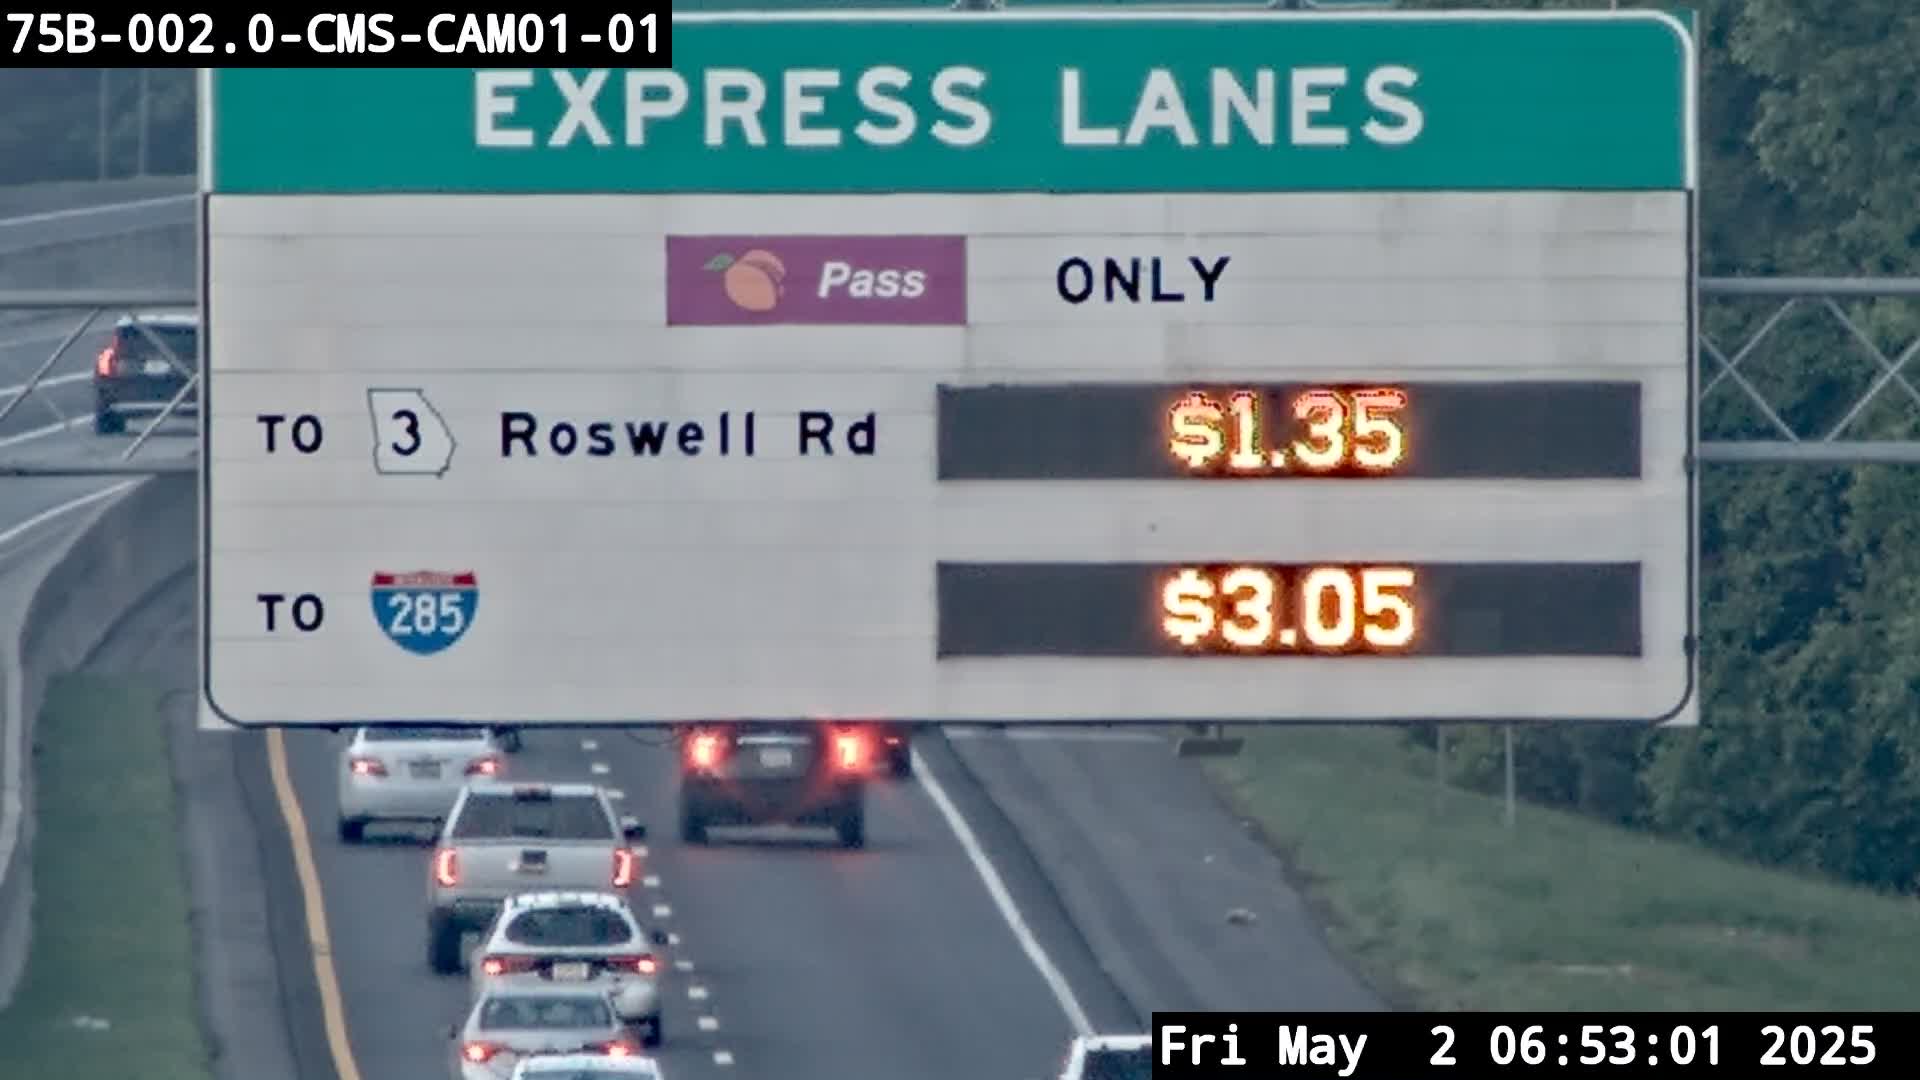 75B-002.0-CMS-CAM01-01
EXPRESS LANES
Pass ONLY
TO 3 Roswell Rd $1.35
TO 285 $3.05
Fri May 2 06:53:01 2025